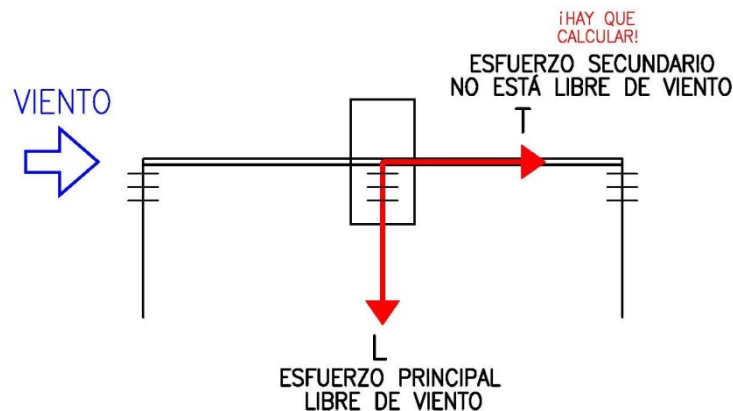 ¡HAY QUE
CALCULAR!
ESFUERZO SECUNDARIO
NO ESTÁ LIBRE DE VIENTO
T
VIENTO
L
ESFUERZO PRINCIPAL
LIBRE DE VIENTO